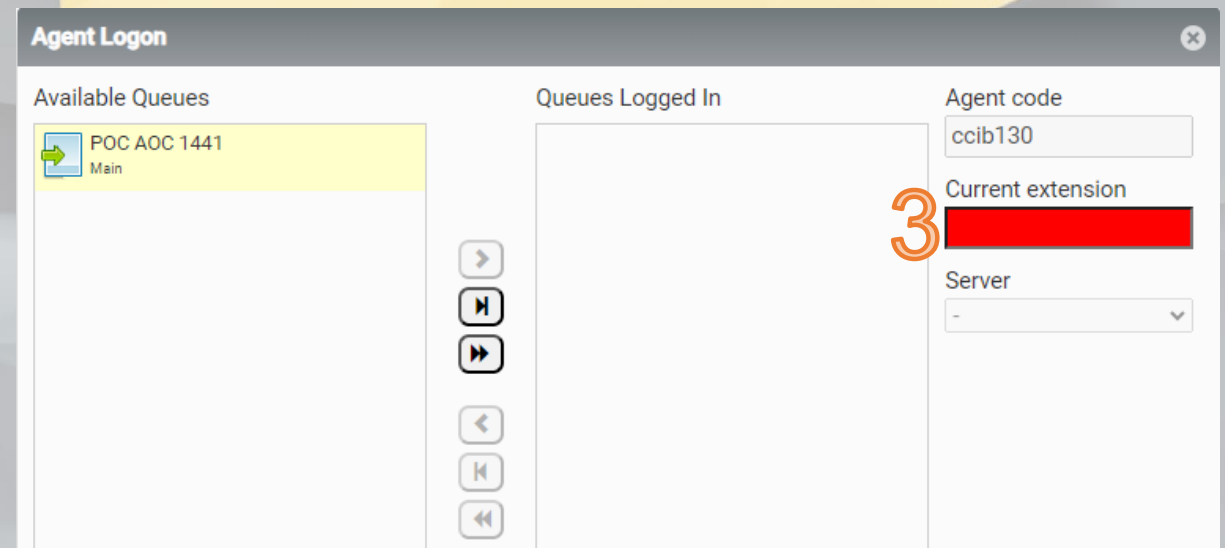 Agent Logon
Available Queues
POC AOC 1441
Main
Queues Logged In
Agent code
ccib130
Current extension
3
Server
-